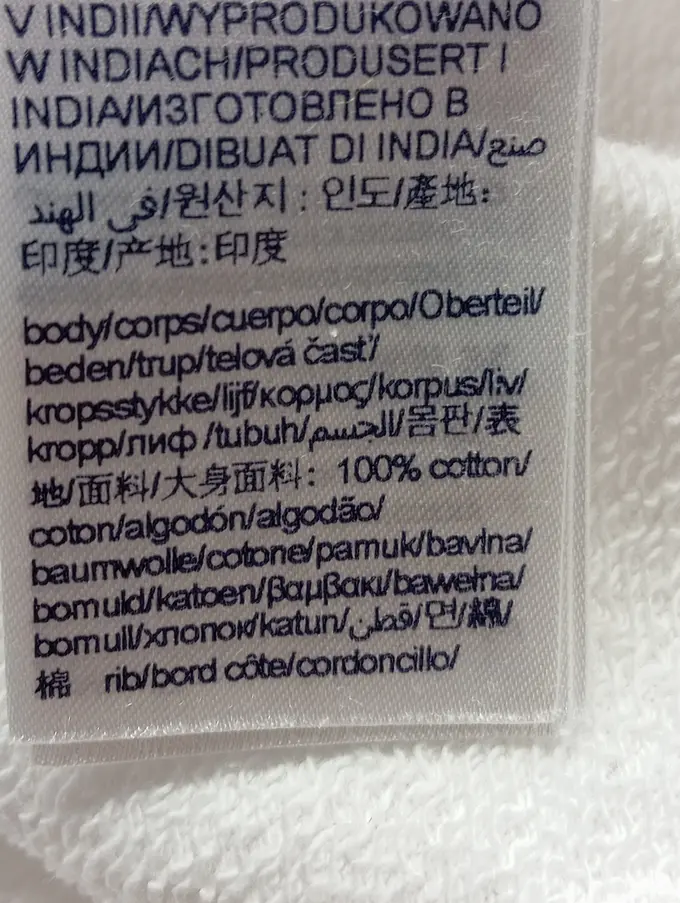 V INDII/WYPRODUKOWANO
W INDIACH/PRODUSERT I
INDIA/ИЗГОТОВЛЕНО В
ИНДИИ/DIBUAT DI INDIA/صنع
في الهند/원산지 : 인도/產地:
印度/产地:印度
body/corps/cuerpo/corpo/Oberteil/
beden/trup/telová časť/
kropsstykke/lijf/κορμος/korpus/liv/
kropp/лиф /tubuh/الجسم/몸판/表
地/面料/大身面料: 100% cotton/
coton/algodón/algodão/
baumwolle/cotone/pamuk/bavlna/
bomuld/katoen/βαμβακι/bawełna/
bomull/хлопок/katun/قطن/면/綿/
棉 rib/bord côte/cordoncillo/